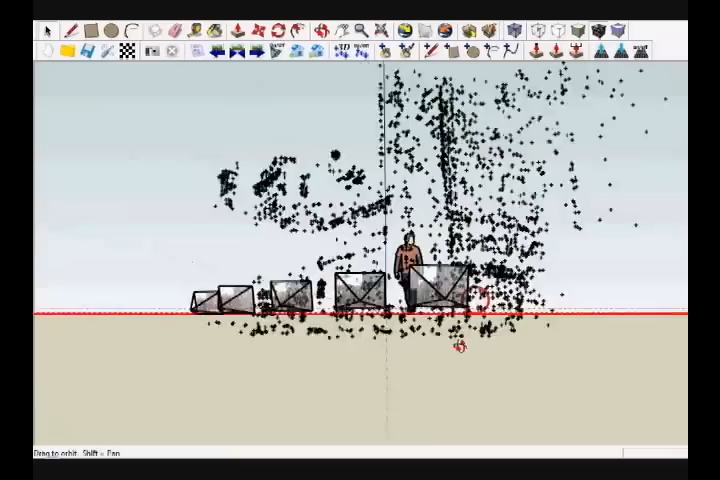 Drag to orbit. Shift = Pan